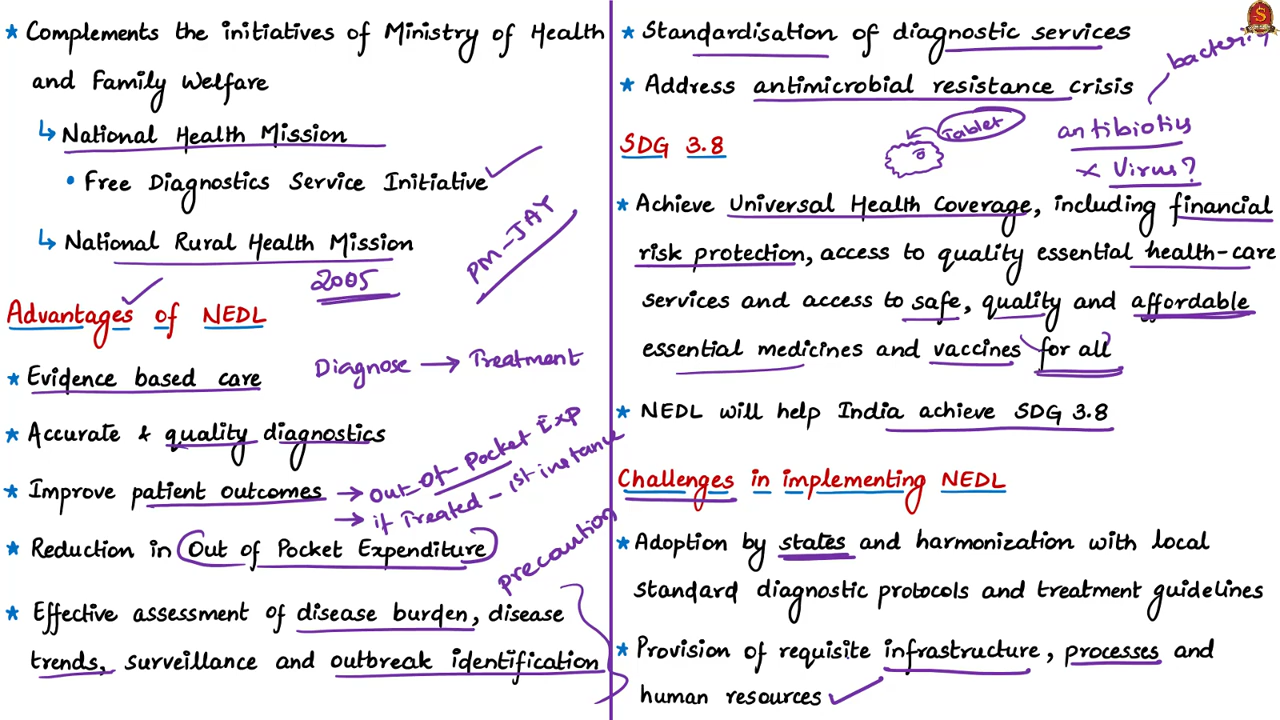 * Complements the initiatives of Ministry of Health
and Family Welfare
↳ National Health Mission
• Free Diagnostics Service Initiative
↳ National Rural Health Mission
2005
PM-JAY
Advantages of NEDL
Diagnose → Treatment
* Evidence based care
* Accurate & quality diagnostics
* Improve patient outcomes
→ Out-Of-Pocket Exp
→ if Treated - 1st instance
* Reduction in Out of Pocket Expenditure
precaution
* Effective assessment of disease burden, disease
trends, surveillance and outbreak identification
* Standardisation of diagnostic services
* Address antimicrobial resistance crisis
Tablet
antibiotics
× Virus?
SDG 3.8
* Achieve Universal Health Coverage, including financial
risk protection, access to quality essential health-care
services and access to safe, quality and affordable
essential medicines and vaccines for all
* NEDL will help India achieve SDG 3.8
Challenges in implementing NEDL
* Adoption by states and harmonization with local
standard diagnostic protocols and treatment guidelines
* Provision of requisite infrastructure, processes and
human resources